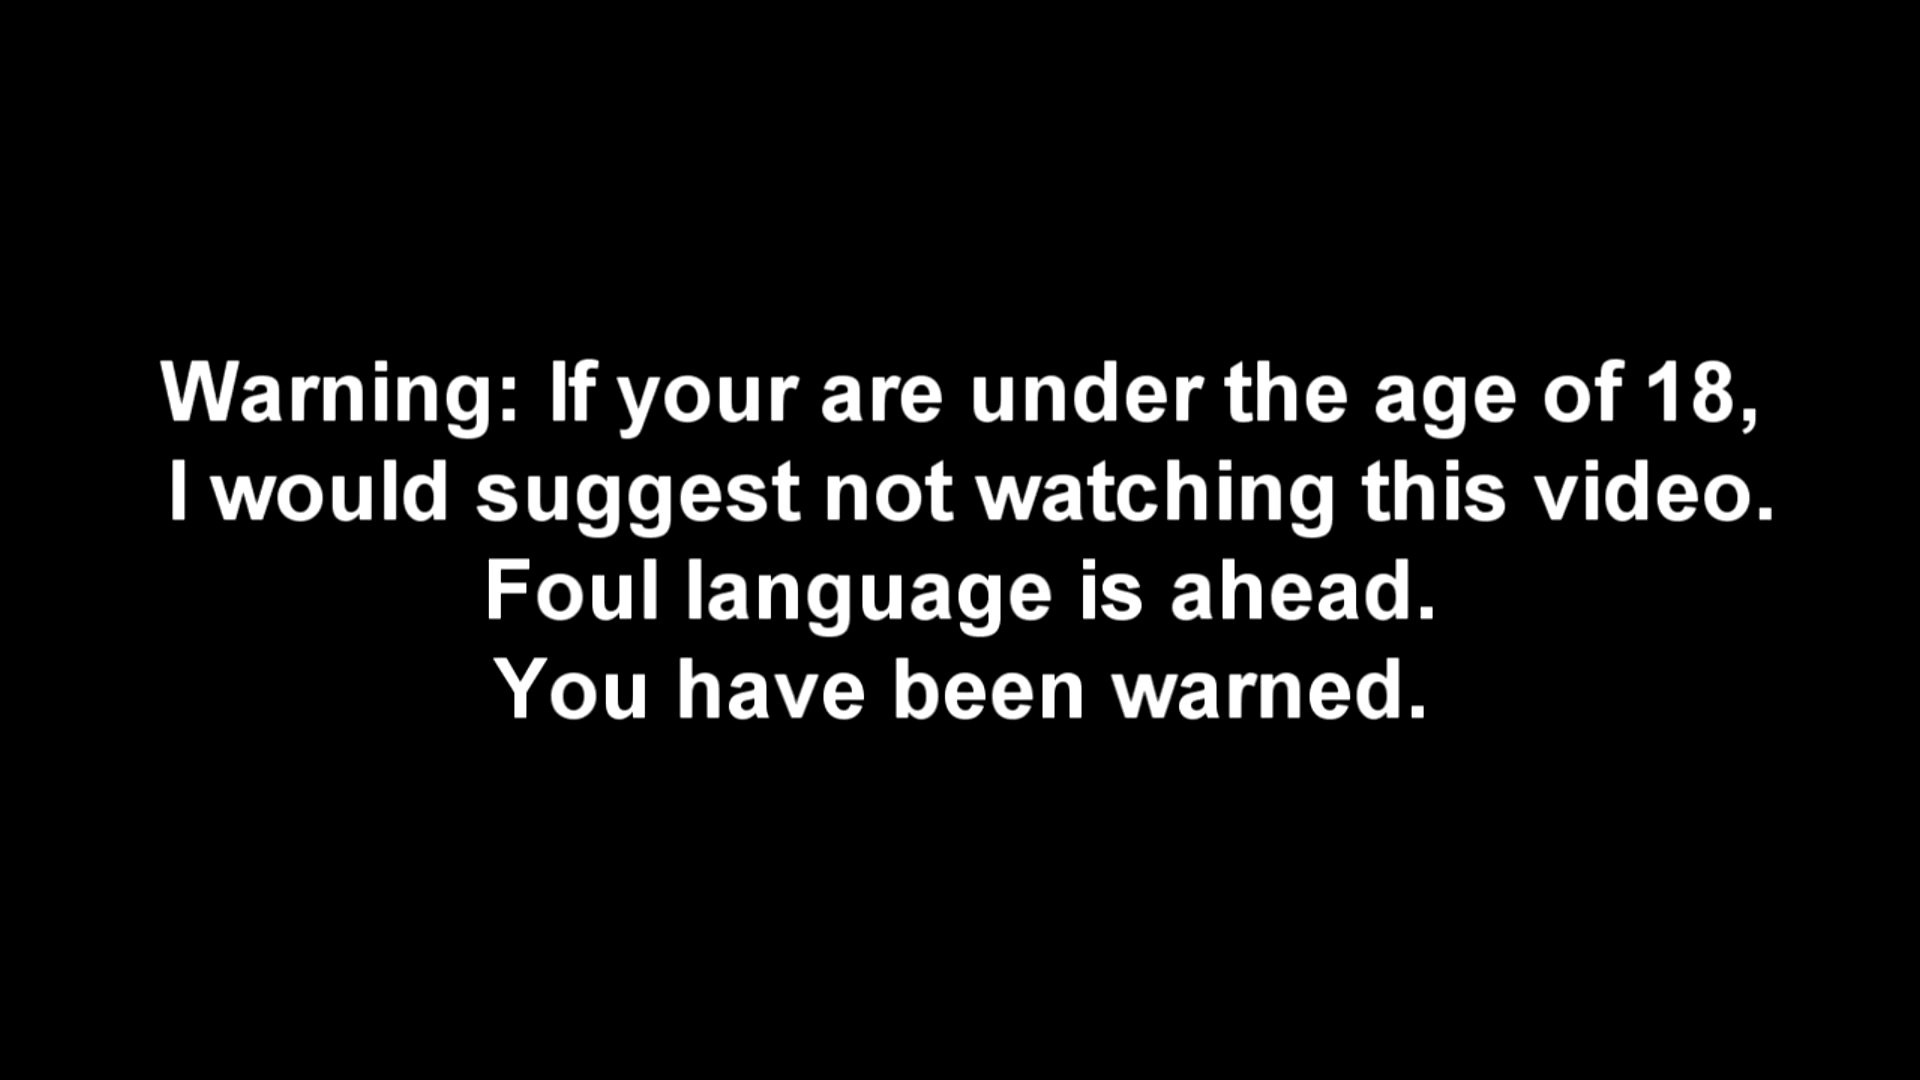 Warning: If your are under the age of 18,
I would suggest not watching this video.
Foul language is ahead.
You have been warned.